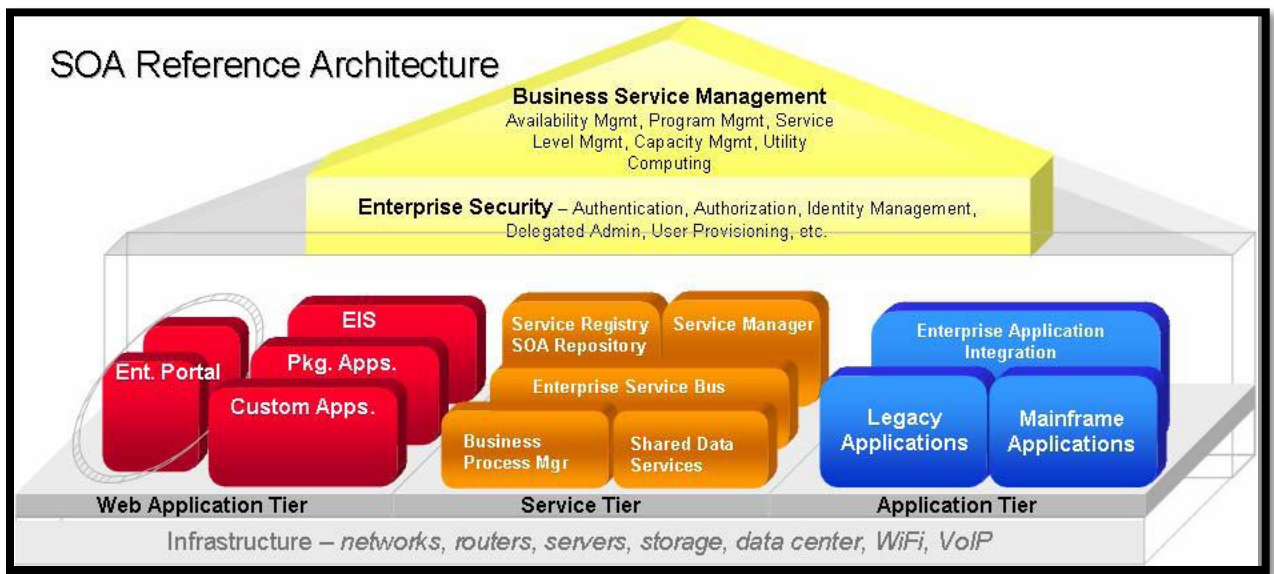 SOA Reference Architecture
Business Service Management
Availability Mgmt, Program Mgmt, Service
Level Mgmt, Capacity Mgmt, Utility
Computing
Enterprise Security – Authentication, Authorization, Identity Management,
Delegated Admin, User Provisioning, etc.
EIS
Pkg. Apps.
Ent. Portal
Custom Apps.
Service Registry
SOA Repository
Service Manager
Enterprise Service Bus
Business
Process Mgr
Shared Data
Services
Enterprise Application
Integration
Legacy
Applications
Mainframe
Applications
Web Application Tier
Service Tier
Application Tier
Infrastructure – networks, routers, servers, storage, data center, WiFi, VoIP